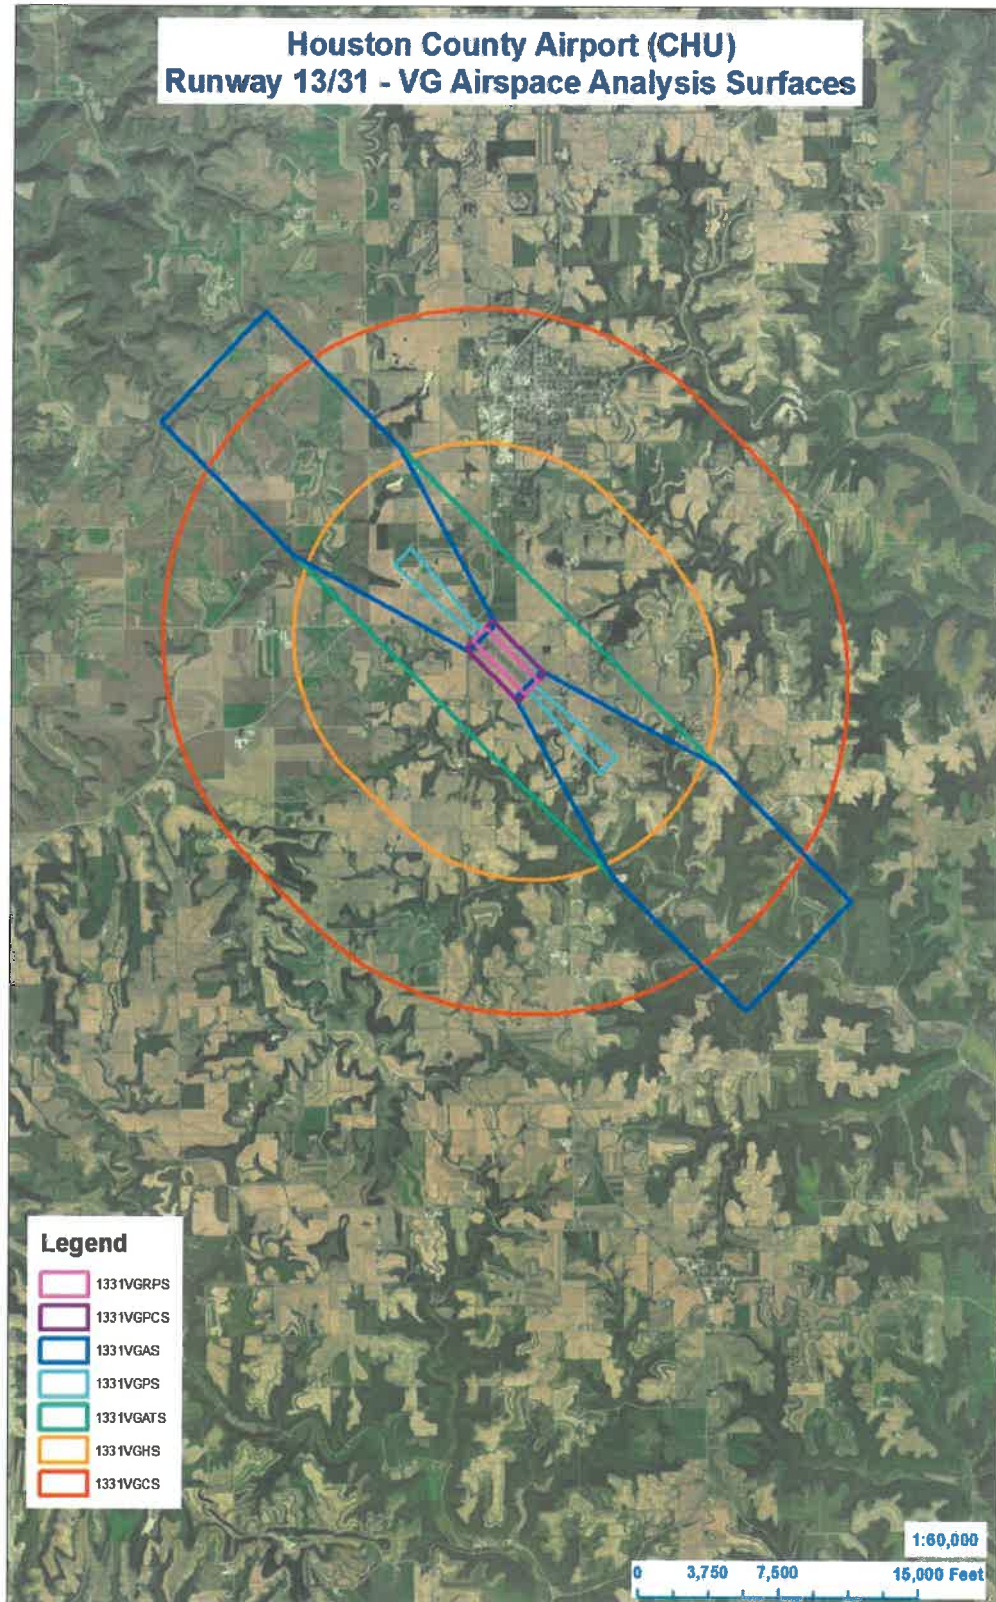 Houston County Airport (CHU)
Runway 13/31 - VG Airspace Analysis Surfaces
Legend
1331VGRPS
1331VGPCS
1331VGAS
1331VGPS
1331VGATS
1331VGHS
1331VGCS
1:60,000
0 3,750 7,500 15,000 Feet